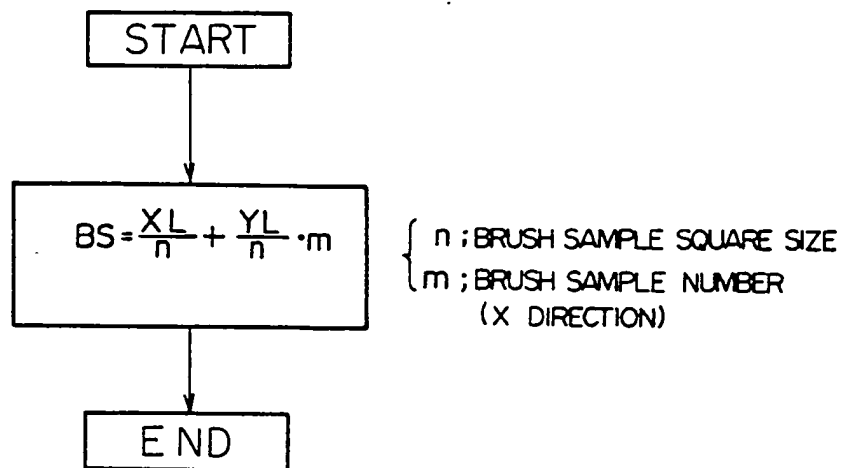 START
BS = XL/n + YL/n · m
n ; BRUSH SAMPLE SQUARE SIZE
m ; BRUSH SAMPLE NUMBER
(X DIRECTION)
END